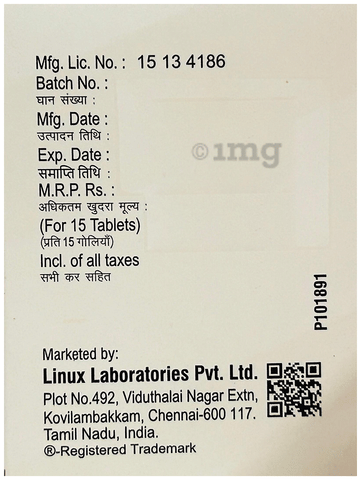 Mfg. Lic. No. : 15 13 4186
Batch No. :
घान संख्या :
Mfg. Date :
उत्पादन तिथि :
Exp. Date :
समाप्ति तिथि :
M.R.P. Rs. :
अधिकतम खुदरा मूल्य :
(For 15 Tablets)
(प्रति 15 गोलियाँ)
Incl. of all taxes
सभी कर सहित
©1mg
P101891
Marketed by:
Linux Laboratories Pvt. Ltd.
Plot No.492, Viduthalai Nagar Extn,
Kovilambakkam, Chennai-600 117.
Tamil Nadu, India.
®-Registered Trademark